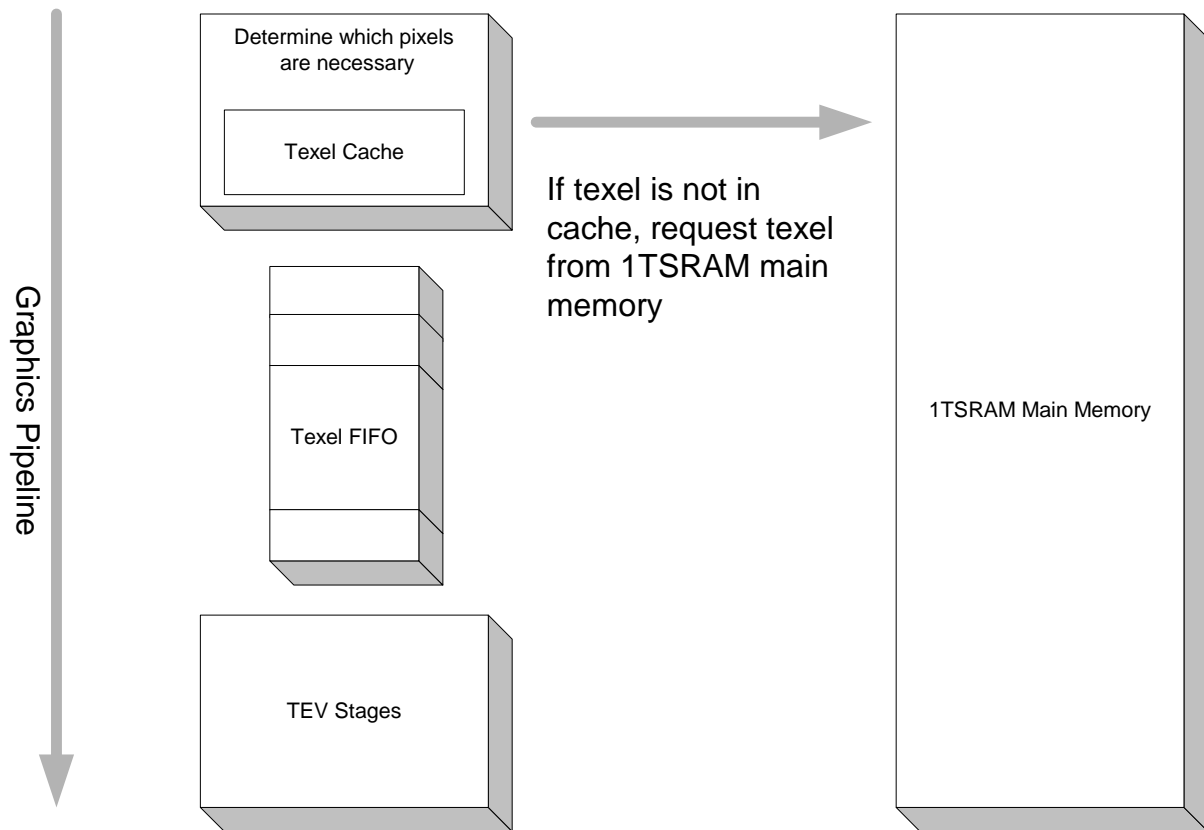 Determine which pixels
are necessary
Texel Cache
If texel is not in
cache, request texel
from 1TSRAM main
memory
Graphics Pipeline
Texel FIFO
1TSRAM Main Memory
TEV Stages